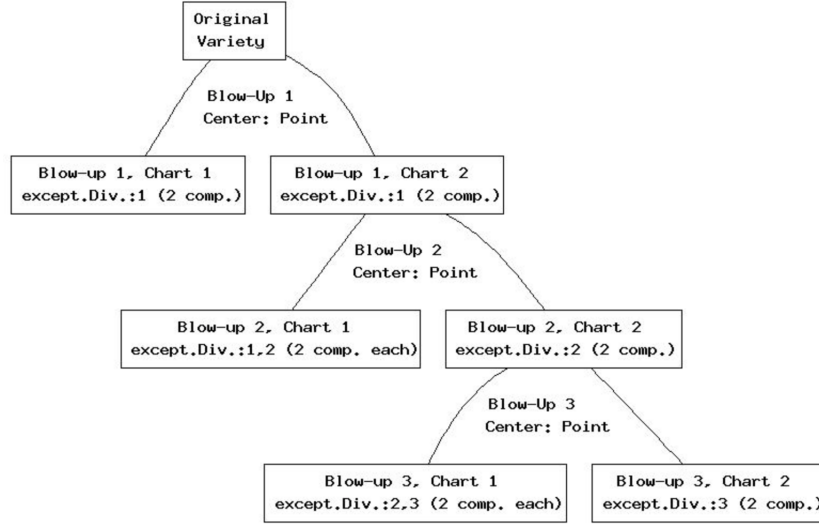 Original
Variety
Blow-Up 1
Center: Point
Blow-up 1, Chart 1
except.Div.:1 (2 comp.)
Blow-up 1, Chart 2
except.Div.:1 (2 comp.)
Blow-Up 2
Center: Point
Blow-up 2, Chart 1
except.Div.:1,2 (2 comp. each)
Blow-up 2, Chart 2
except.Div.:2 (2 comp.)
Blow-Up 3
Center: Point
Blow-up 3, Chart 1
except.Div.:2,3 (2 comp. each)
Blow-up 3, Chart 2
except.Div.:3 (2 comp.)